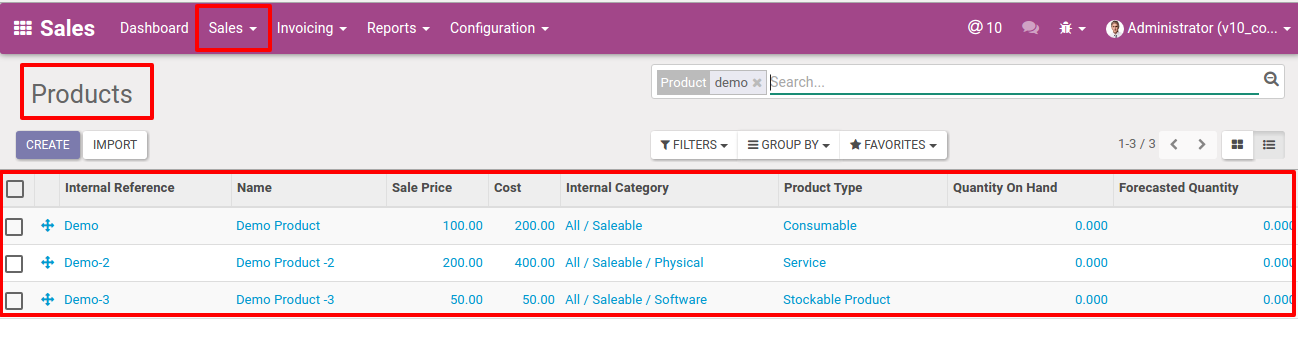 Sales Dashboard Sales Invoicing Reports Configuration @ 10 Administrator (v10_co...
Products
Product demo Search...
CREATE IMPORT FILTERS GROUP BY FAVORITES 1-3 / 3
Internal Reference Name Sale Price Cost Internal Category Product Type Quantity On Hand Forecasted Quantity
Demo Demo Product 100.00 200.00 All / Saleable Consumable 0.000 0.000
Demo-2 Demo Product -2 200.00 400.00 All / Saleable / Physical Service 0.000 0.000
Demo-3 Demo Product -3 50.00 50.00 All / Saleable / Software Stockable Product 0.000 0.000